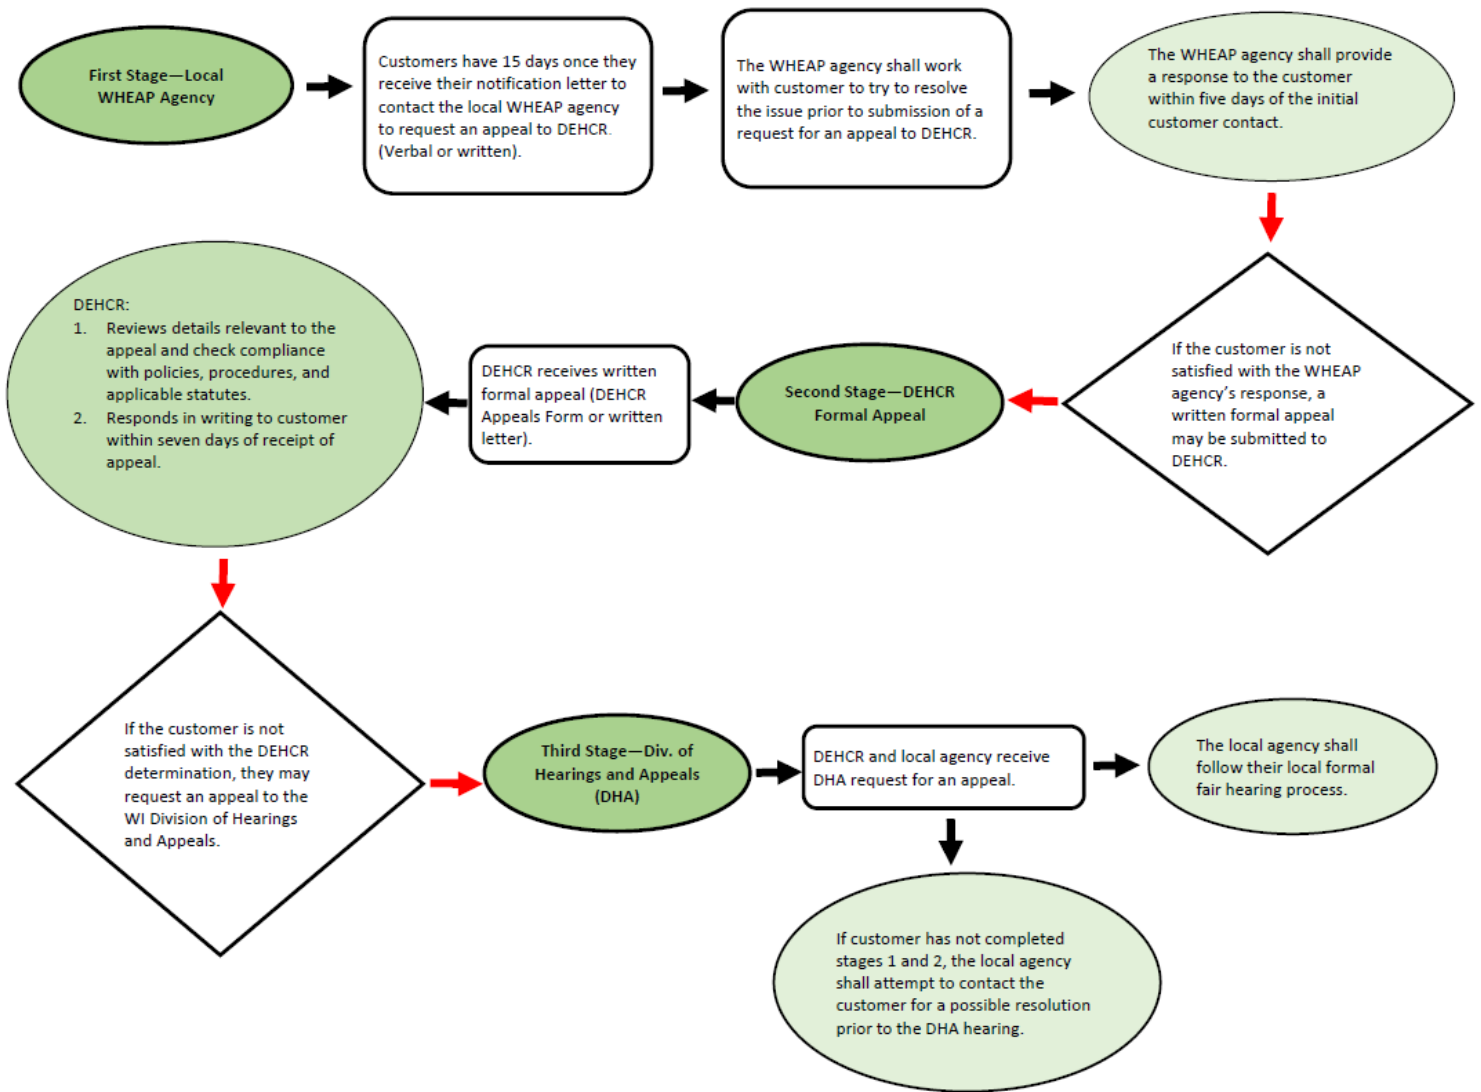 First Stage—Local
WHEAP Agency
Customers have 15 days once they
receive their notification letter to
contact the local WHEAP agency
to request an appeal to DEHCR.
(Verbal or written).
The WHEAP agency shall work
with customer to try to resolve
the issue prior to submission of a
request for an appeal to DEHCR.
The WHEAP agency shall provide
a response to the customer
within five days of the initial
customer contact.
If the customer is not
satisfied with the WHEAP
agency’s response, a
written formal appeal
may be submitted to
DEHCR.
Second Stage—DEHCR
Formal Appeal
DEHCR receives written
formal appeal (DEHCR
Appeals Form or written
letter).
DEHCR:
1. Reviews details relevant to the
appeal and check compliance
with policies, procedures, and
applicable statutes.
2. Responds in writing to customer
within seven days of receipt of
appeal.
If the customer is not
satisfied with the DEHCR
determination, they may
request an appeal to the
WI Division of Hearings
and Appeals.
Third Stage—Div. of
Hearings and Appeals
(DHA)
DEHCR and local agency receive
DHA request for an appeal.
The local agency shall
follow their local formal
fair hearing process.
If customer has not completed
stages 1 and 2, the local agency
shall attempt to contact the
customer for a possible resolution
prior to the DHA hearing.